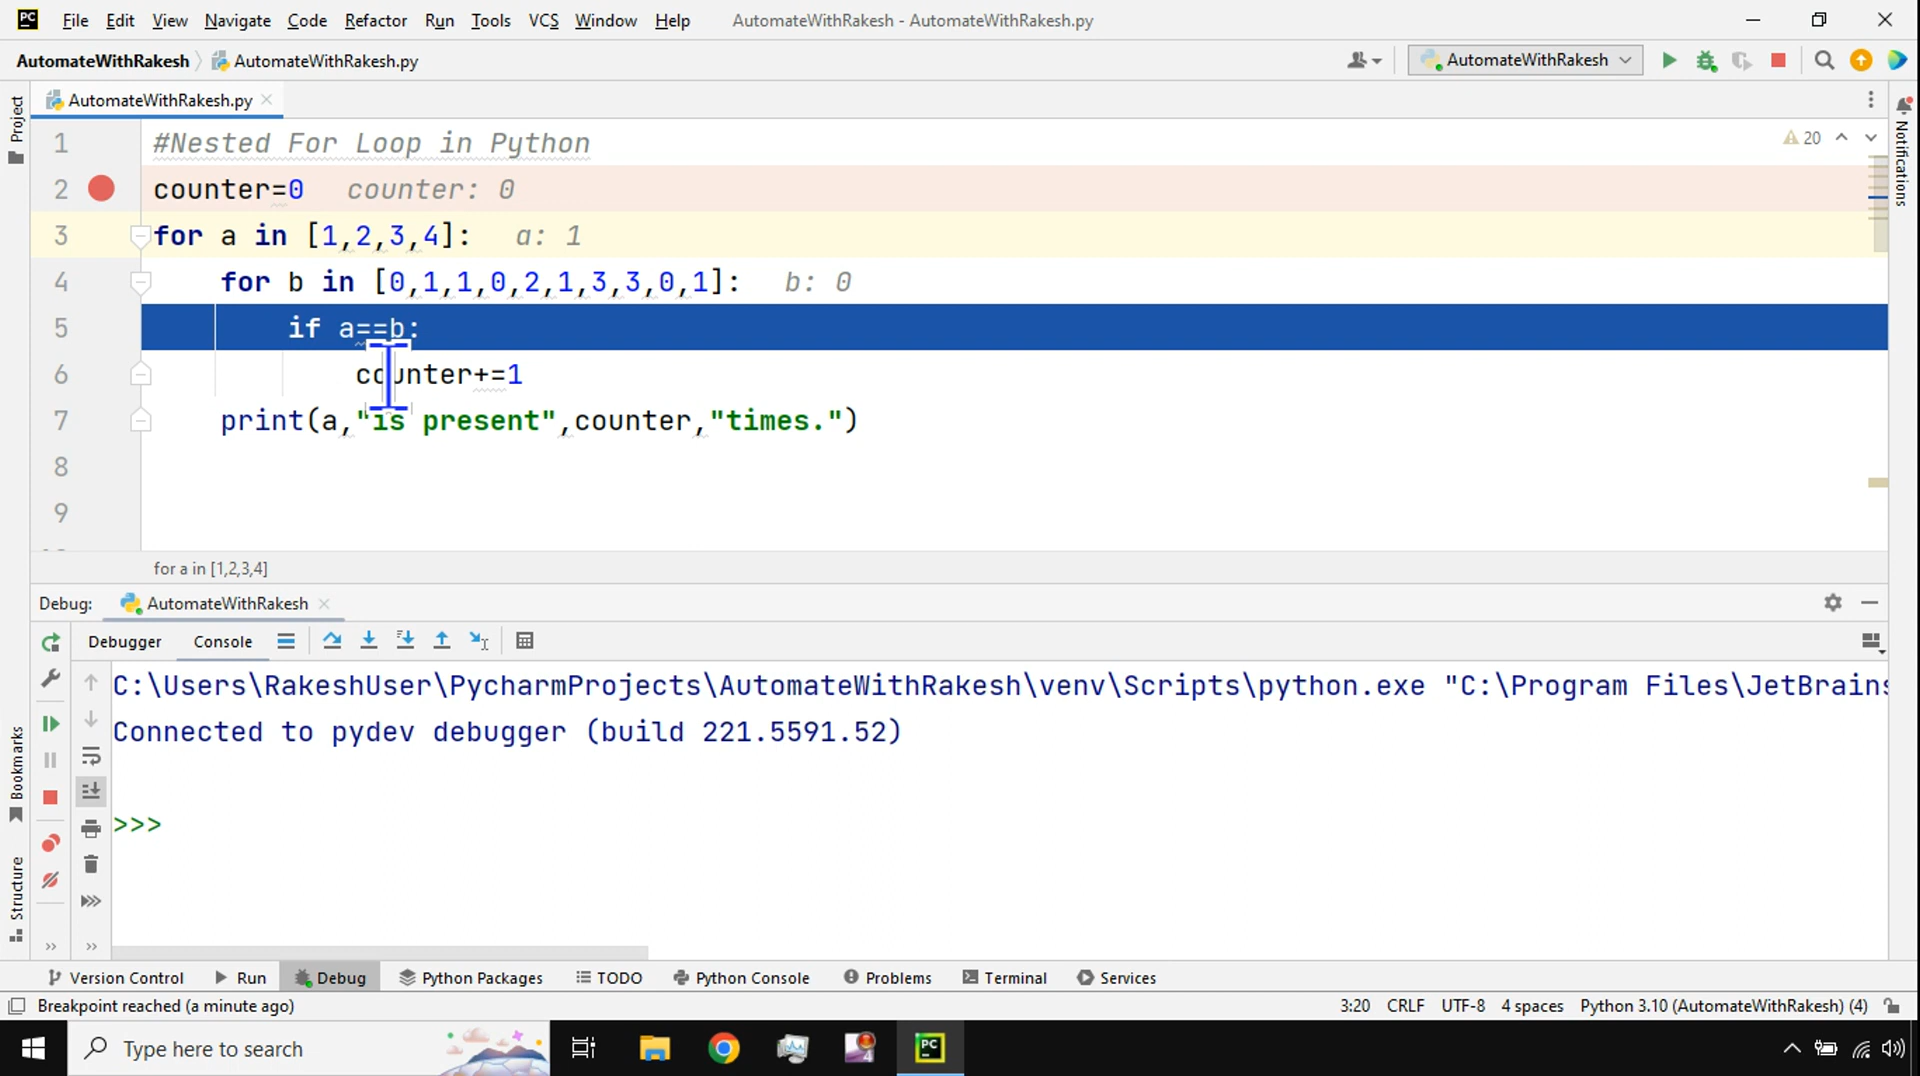 PC File Edit View Navigate Code Refactor Run Tools VCS Window Help AutomateWithRakesh - AutomateWithRakesh.py
AutomateWithRakesh AutomateWithRakesh.py AutomateWithRakesh
Project
AutomateWithRakesh.py
Notifications
20
1 #Nested For Loop in Python
2 counter=0 counter: 0
3 for a in [1,2,3,4]: a: 1
4 for b in [0,1,1,0,2,1,3,3,0,1]: b: 0
5 if a==b:
6 counter+=1
7 print(a,"is present",counter,"times.")
8
9
for a in [1,2,3,4]
Debug: AutomateWithRakesh
Debugger Console
C:\Users\RakeshUser\PycharmProjects\AutomateWithRakesh\venv\Scripts\python.exe "C:\Program Files\JetBrains
Connected to pydev debugger (build 221.5591.52)
>>>
Bookmarks
Structure
Version Control Run Debug Python Packages TODO Python Console Problems Terminal Services
Breakpoint reached (a minute ago) 3:20 CRLF UTF-8 4 spaces Python 3.10 (AutomateWithRakesh) (4)
Type here to search 4 PC